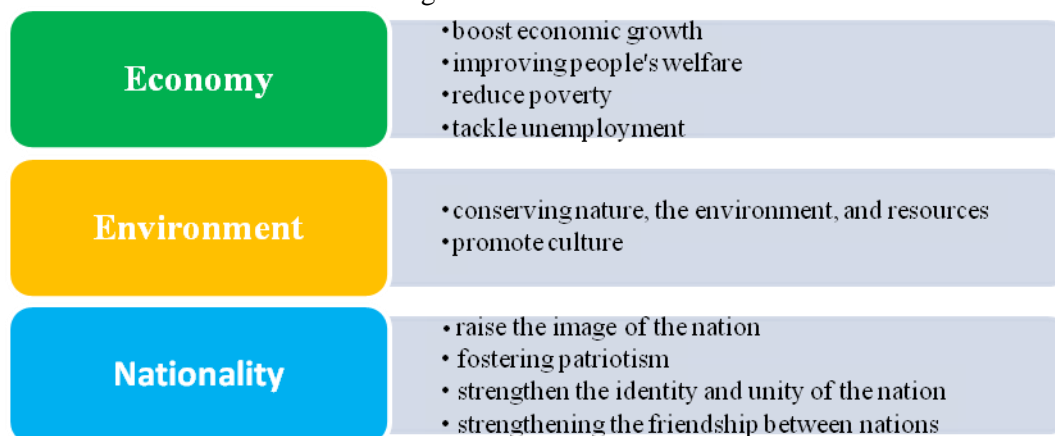 Economy
•boost economic growth
•improving people's welfare
•reduce poverty
•tackle unemployment
Environment
•conserving nature, the environment, and resources
•promote culture
Nationality
• raise the image of the nation
• fostering patriotism
• strengthen the identity and unity of the nation
• strengthening the friendship between nations